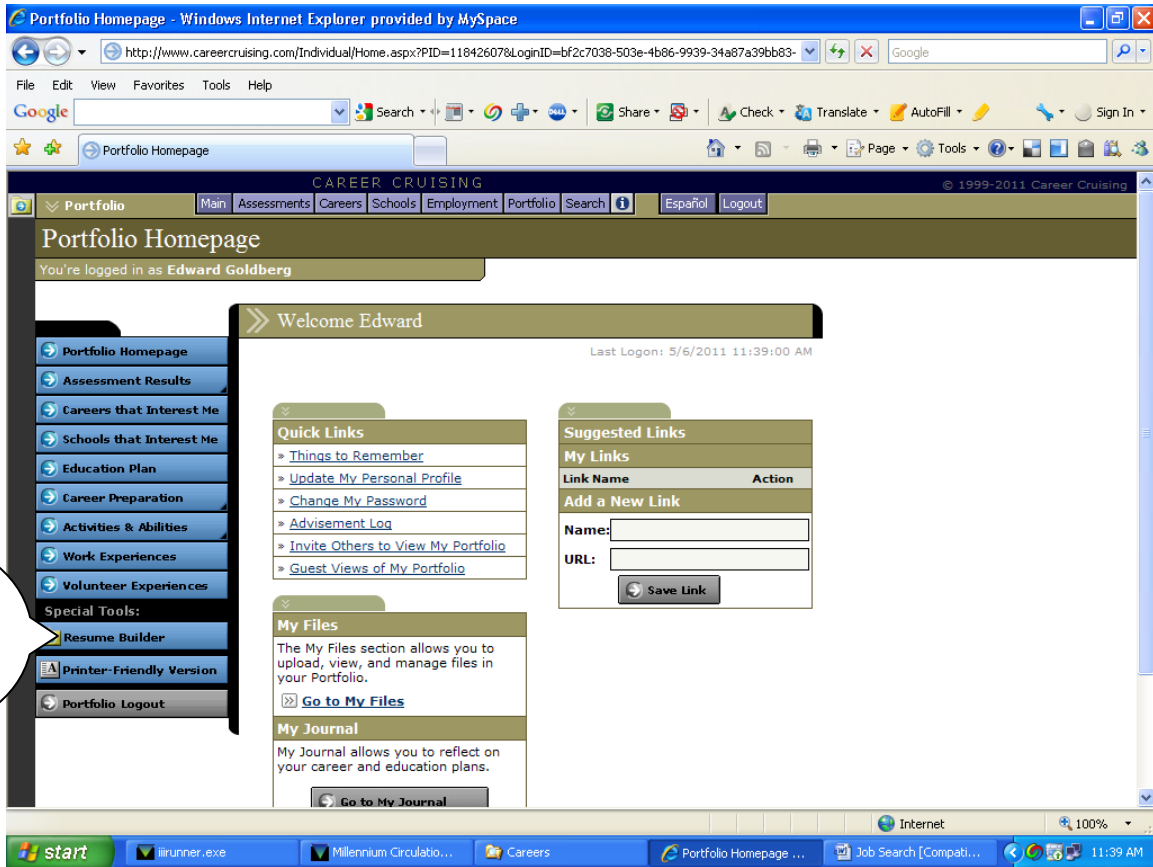 Portfolio Homepage - Windows Internet Explorer provided by MySpace
http://www.careercruising.com/Individual/Home.aspx?PID=11842607&LoginID=bf2c7038-503e-4b86-9939-34a87a39bb83-
Google
File Edit View Favorites Tools Help
Google Search Share Check Translate AutoFill Sign In
Portfolio Homepage Page Tools
CAREER CRUISING © 1999-2011 Career Cruising
Portfolio Main Assessments Careers Schools Employment Portfolio Search Español Logout
Portfolio Homepage
You're logged in as Edward Goldberg
Welcome Edward
Last Logon: 5/6/2011 11:39:00 AM
Portfolio Homepage
Assessment Results
Careers that Interest Me
Schools that Interest Me
Education Plan
Career Preparation
Activities & Abilities
Work Experiences
Volunteer Experiences
Special Tools:
Resume Builder
Printer-Friendly Version
Portfolio Logout
Quick Links
» Things to Remember
» Update My Personal Profile
» Change My Password
» Advisement Log
» Invite Others to View My Portfolio
» Guest Views of My Portfolio
My Files
The My Files section allows you to
upload, view, and manage files in
your Portfolio.
Go to My Files
My Journal
My Journal allows you to reflect on
your career and education plans.
Go to My Journal
Suggested Links
My Links
Link Name Action
Add a New Link
Name:
URL:
Save Link
Internet 100%
start iiirunner.exe Millennium Circulatio... Careers Portfolio Homepage ... Job Search [Compati... 11:39 AM